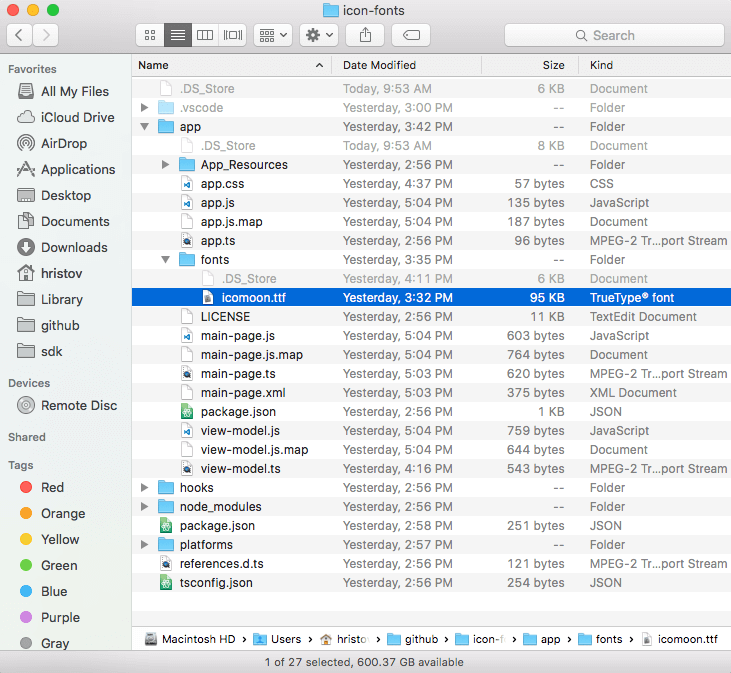 icon-fonts
Search
Favorites
All My Files
iCloud Drive
AirDrop
Applications
Desktop
Documents
Downloads
hristov
Library
github
sdk
Devices
Remote Disc
Shared
Tags
Red
Orange
Yellow
Green
Blue
Purple
Gray
Name Date Modified Size Kind
.DS_Store Today, 9:53 AM 6 KB Document
.vscode Yesterday, 3:00 PM -- Folder
app Yesterday, 3:42 PM -- Folder
.DS_Store Today, 9:53 AM 8 KB Document
App_Resources Yesterday, 2:56 PM -- Folder
app.css Yesterday, 4:37 PM 57 bytes CSS
app.js Yesterday, 5:04 PM 135 bytes JavaScript
app.js.map Yesterday, 5:04 PM 187 bytes Document
app.ts Yesterday, 2:56 PM 96 bytes MPEG-2 Tr...port Stream
fonts Yesterday, 3:35 PM -- Folder
.DS_Store Yesterday, 4:11 PM 6 KB Document
icomoon.ttf Yesterday, 3:32 PM 95 KB TrueType® font
LICENSE Yesterday, 2:56 PM 11 KB TextEdit Document
main-page.js Yesterday, 5:04 PM 603 bytes JavaScript
main-page.js.map Yesterday, 5:04 PM 764 bytes Document
main-page.ts Yesterday, 5:03 PM 620 bytes MPEG-2 Tr...port Stream
main-page.xml Yesterday, 5:03 PM 375 bytes XML Document
package.json Yesterday, 2:56 PM 1 KB JSON
view-model.js Yesterday, 5:04 PM 759 bytes JavaScript
view-model.js.map Yesterday, 5:04 PM 644 bytes Document
view-model.ts Yesterday, 4:16 PM 543 bytes MPEG-2 Tr...port Stream
hooks Yesterday, 2:56 PM -- Folder
node_modules Yesterday, 2:56 PM -- Folder
package.json Yesterday, 2:58 PM 251 bytes JSON
platforms Yesterday, 2:57 PM -- Folder
references.d.ts Yesterday, 2:56 PM 121 bytes MPEG-2 Tr...port Stream
tsconfig.json Yesterday, 2:56 PM 254 bytes JSON
Macintosh HD › Users › hristo › github › icon-f › app › fonts › icomoon.ttf
1 of 27 selected, 600.37 GB available